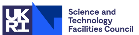 UK
RI
Science and
Technology
Facilities Council